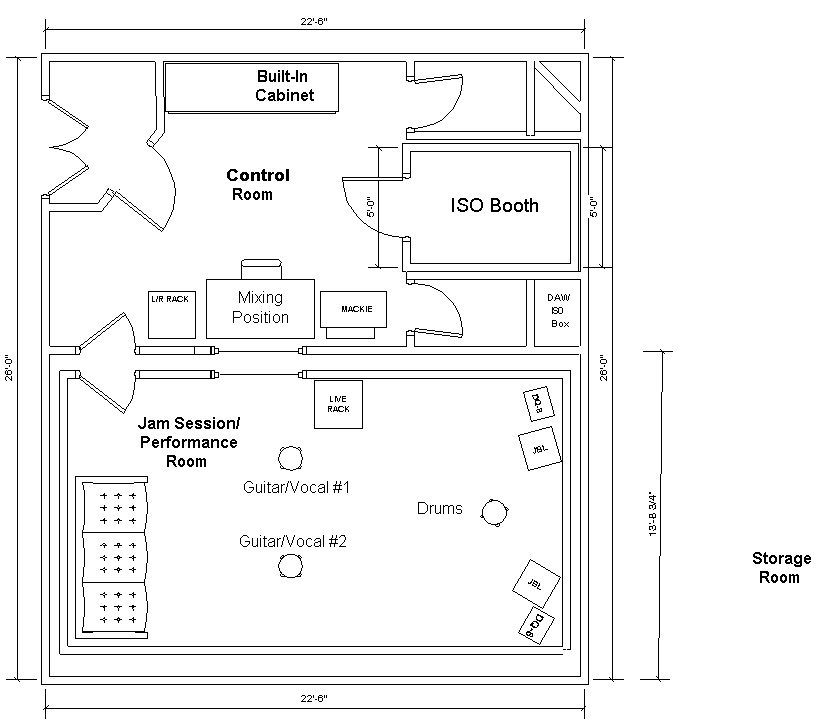 22'-6"
Built-In
Cabinet
Control
Room
ISO Booth
5'-0"
5'-0"
L/R RACK
Mixing
Position
MACKIE
DAW
ISO
Box
26'-0"
26'-0"
LIVE
RACK
DQ-8
Jam Session/
Performance
Room
JBL
Guitar/Vocal #1
Drums
13'-8 3/4"
Guitar/Vocal #2
Storage
Room
JBL
DQ-8
22'-6"